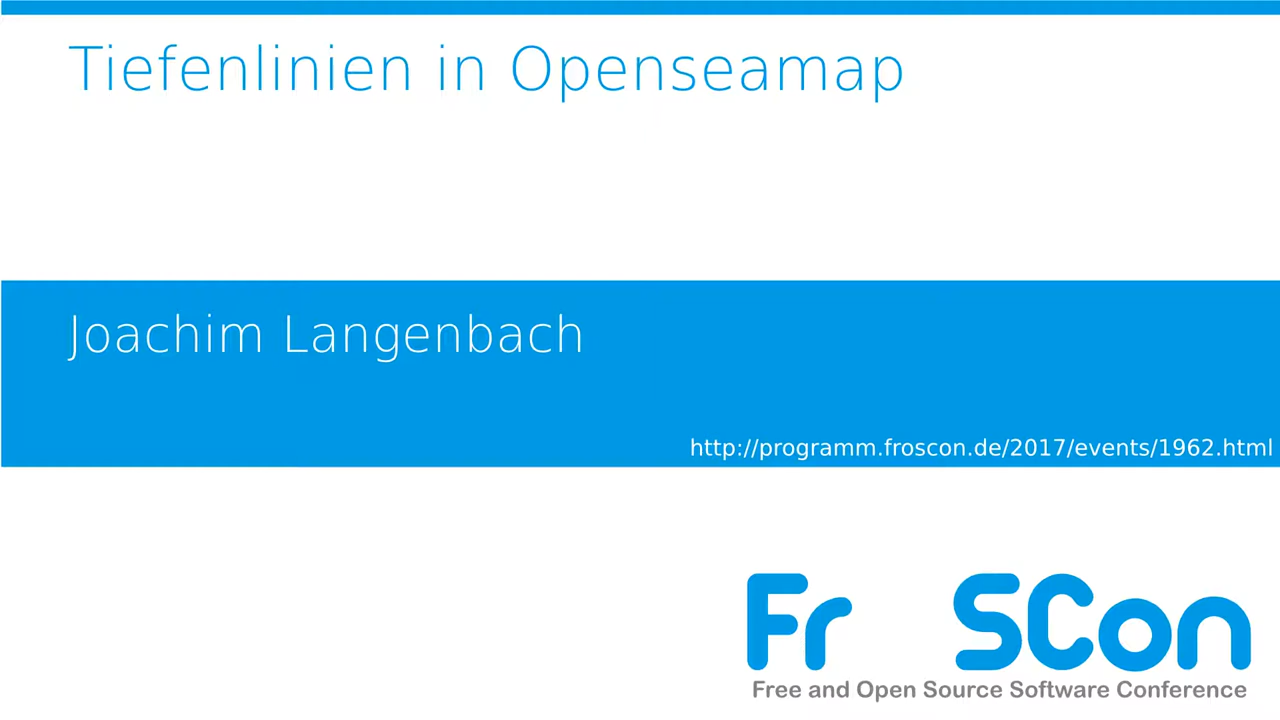 Tiefenlinien in Openseamap
Joachim Langenbach
http://programm.froscon.de/2017/events/1962.html
Fr SCon
Free and Open Source Software Conference